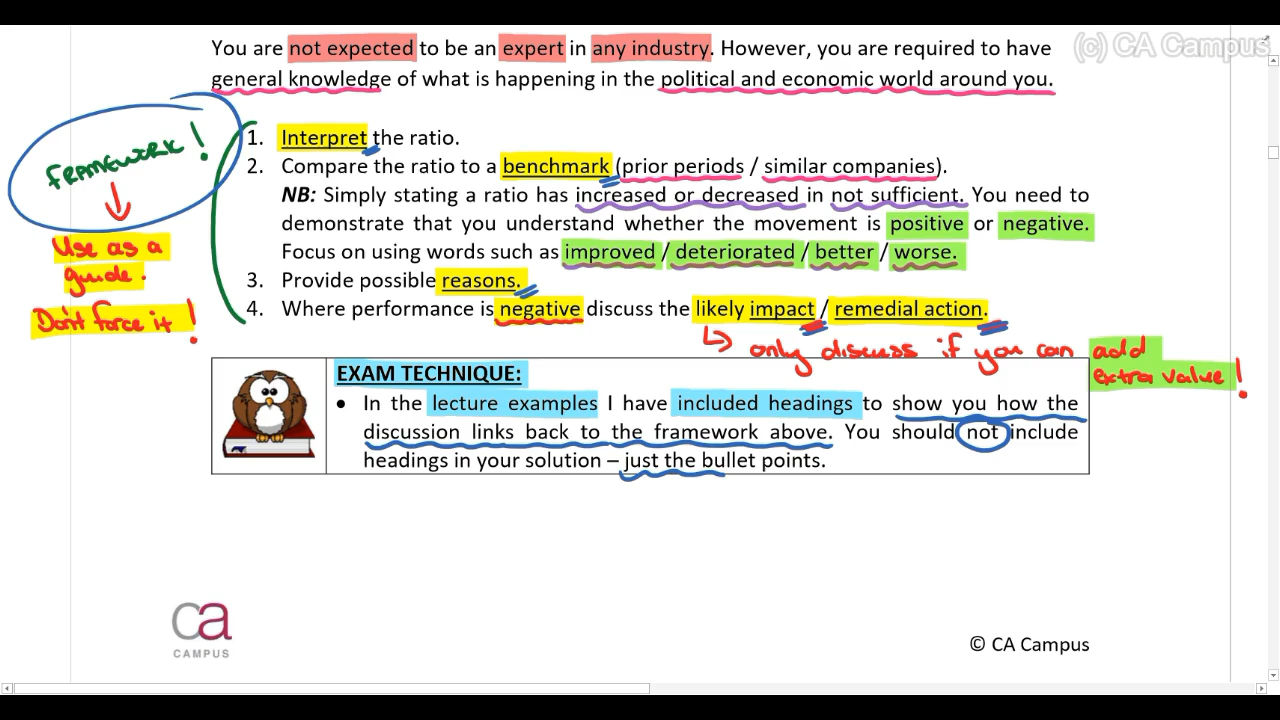 You are not expected to be an expert in any industry. However, you are required to have
(c) CA Campus
general knowledge of what is happening in the political and economic world around you.
FRAMEWORK!
Use as a
guide.
Don't force it!
1. Interpret the ratio.
2. Compare the ratio to a benchmark (prior periods / similar companies).
NB: Simply stating a ratio has increased or decreased in not sufficient. You need to
demonstrate that you understand whether the movement is positive or negative.
Focus on using words such as improved / deteriorated / better / worse.
3. Provide possible reasons.
4. Where performance is negative discuss the likely impact / remedial action.
only discuss if you can add
extra value!
EXAM TECHNIQUE:
• In the lecture examples I have included headings to show you how the
discussion links back to the framework above. You should not include
headings in your solution – just the bullet points.
ca
CAMPUS
© CA Campus